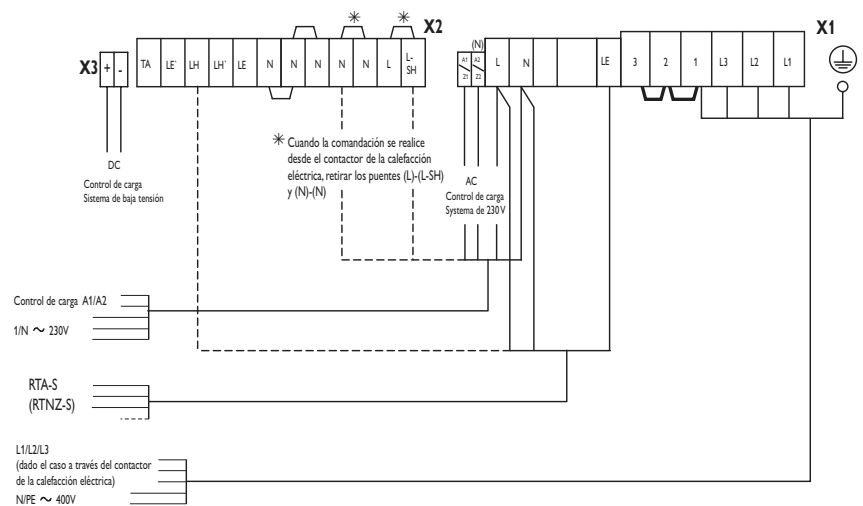 X3
+ -
TA LE' LH LH' LE N N N N N L L-SH
✳ ✳
X2
(N)
A1 A2
Z1 Z2
L N LE 3 2 1 L3 L2 L1
X1
✳ Cuando la comandación se realice
desde el contactor de la calefacción
eléctrica, retirar los puentes (L)-(L-SH)
y (N)-(N)
DC
Control de carga
Sistema de baja tensión
AC
Control de carga
Systema de 230 V
Control de carga A1/A2
1/N ~ 230V
RTA-S
(RTNZ-S)
L1/L2/L3
(dado el caso a través del contactor
de la calefacción eléctrica)
N/PE ~ 400V